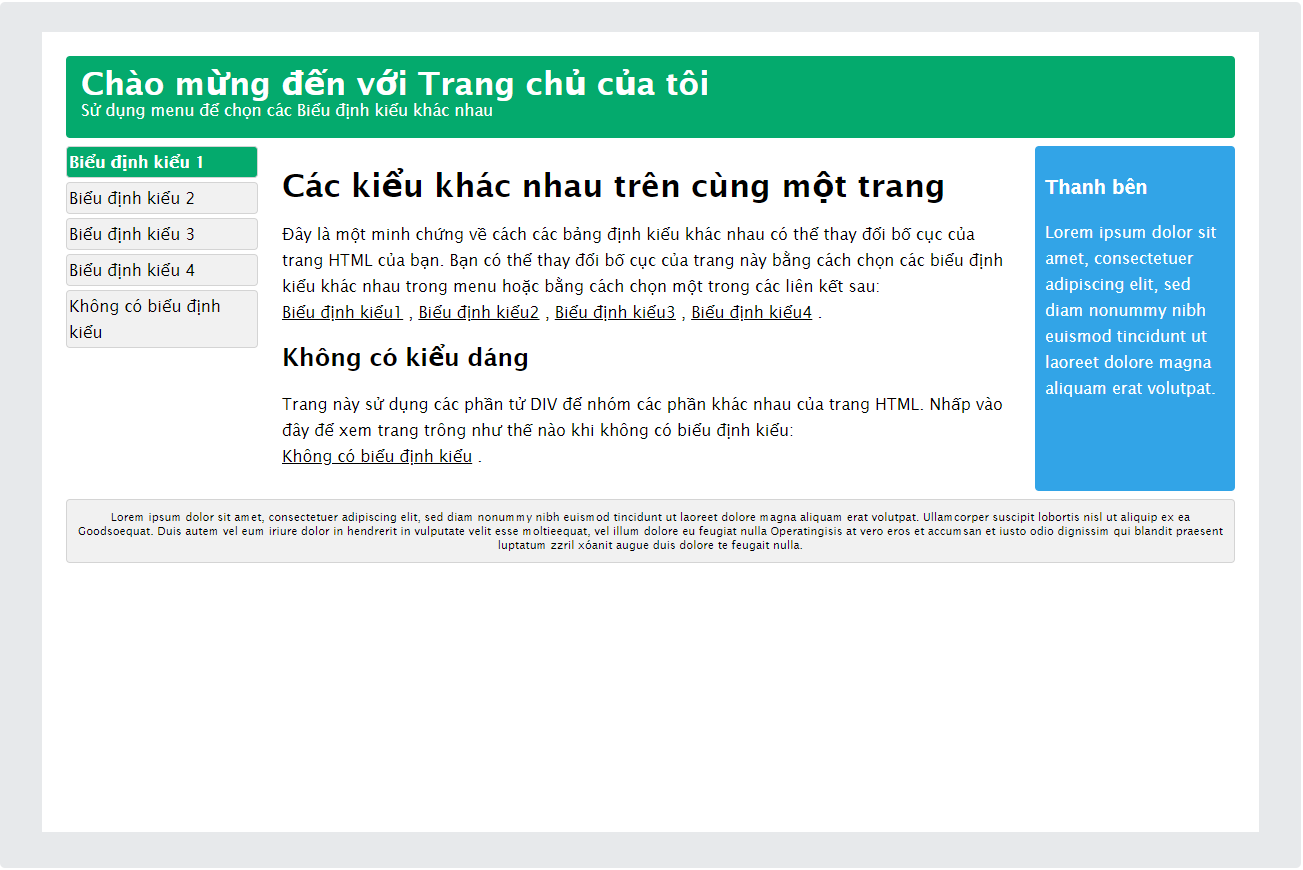 Chào mừng đến với Trang chủ của tôi
Sử dụng menu để chọn các Biểu định kiểu khác nhau
Biểu định kiểu 1
Biểu định kiểu 2
Biểu định kiểu 3
Biểu định kiểu 4
Không có biểu định
kiểu
Các kiểu khác nhau trên cùng một trang
Đây là một minh chứng về cách các bảng định kiểu khác nhau có thể thay đổi bố cục của
trang HTML của bạn. Bạn có thể thay đổi bố cục của trang này bằng cách chọn các biểu định
kiểu khác nhau trong menu hoặc bằng cách chọn một trong các liên kết sau:
Biểu định kiểu1 , Biểu định kiểu2 , Biểu định kiểu3 , Biểu định kiểu4 .
Không có kiểu dáng
Trang này sử dụng các phần tử DIV để nhóm các phần khác nhau của trang HTML. Nhấp vào
đây để xem trang trông như thế nào khi không có biểu định kiểu:
Không có biểu định kiểu .
Thanh bên
Lorem ipsum dolor sit
amet, consectetuer
adipiscing elit, sed
diam nonummy nibh
euismod tincidunt ut
laoreet dolore magna
aliquam erat volutpat.
Lorem ipsum dolor sit amet, consectetuer adipiscing elit, sed diam nonummy nibh euismod tincidunt ut laoreet dolore magna aliquam erat volutpat. Ullamcorper suscipit lobortis nisl ut aliquip ex ea
Goodsoequat. Duis autem vel eum iriure dolor in hendrerit in vulputate velit esse moltieequat, vel illum dolore eu feugiat nulla Operatingisis at vero eros et accumsan et iusto odio dignissim qui blandit praesent
luptatum zzril xóanit augue duis dolore te feugait nulla.